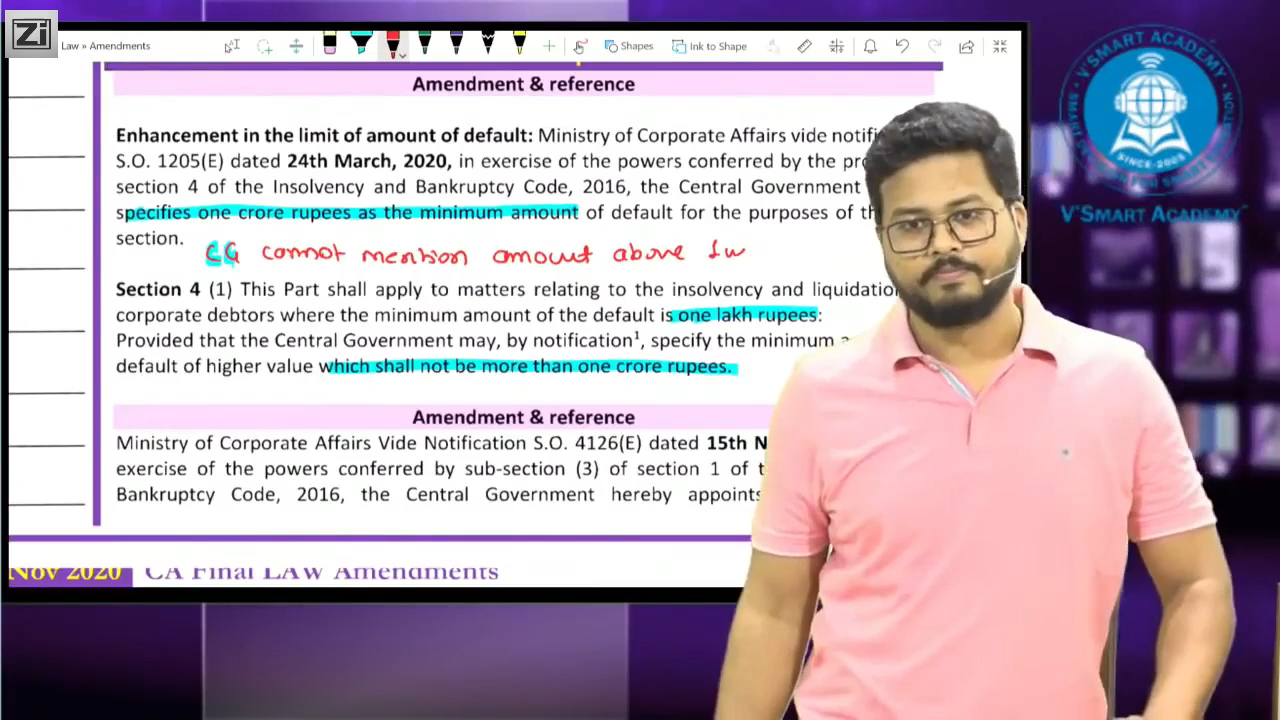 Zi
Law » Amendments
Shapes
Ink to Shape
Amendment & reference
Enhancement in the limit of amount of default: Ministry of Corporate Affairs vide
S.O. 1205(E) dated 24th March, 2020, in exercise of the powers conferred by the
section 4 of the Insolvency and Bankruptcy Code, 2016, the Central Government
specifies one crore rupees as the minimum amount of default for the purposes of
section.
CG cannot mention amount above 1
Section 4 (1) This Part shall apply to matters relating to the insolvency and
corporate debtors where the minimum amount of the default is one lakh rupees:
Provided that the Central Government may, by notification¹, specify the minimum
default of higher value which shall not be more than one crore rupees.
Amendment & reference
Ministry of Corporate Affairs Vide Notification S.O. 4126(E) dated 15th
exercise of the powers conferred by sub-section (3) of section 1 of
Bankruptcy Code, 2016, the Central Government hereby appoints
Nov 2020 CA Final LAW Amendments
V'SMART ACADEMY
SINCE-2005
V'SMART ACADEMY